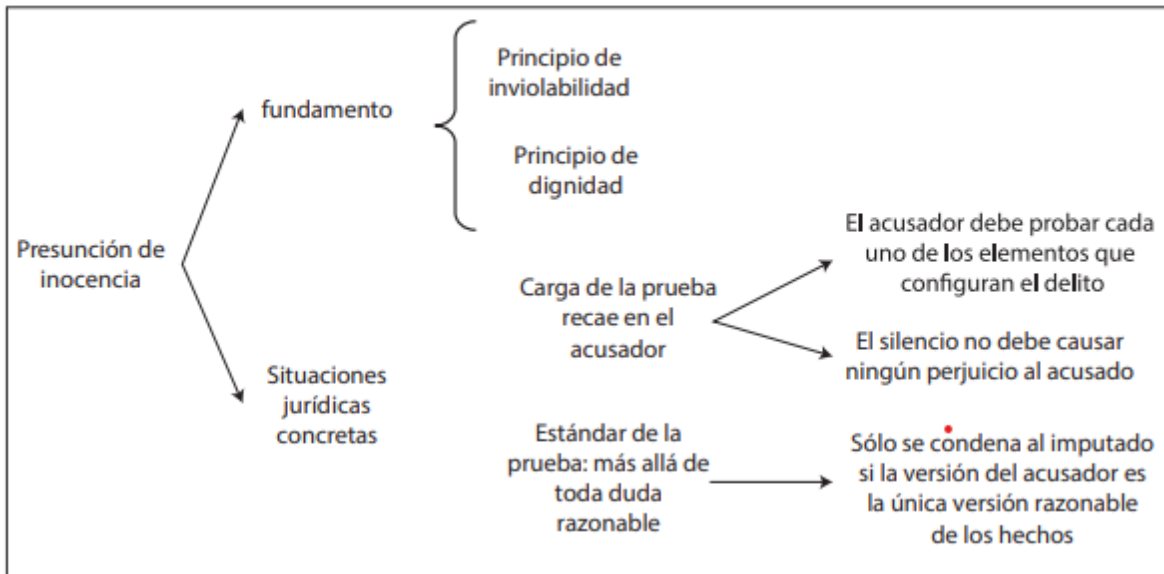 Presunción de
inocencia
fundamento
Principio de
inviolabilidad
Principio de
dignidad
Situaciones
jurídicas
concretas
Carga de la prueba
recae en el
acusador
El acusador debe probar cada
uno de los elementos que
configuran el delito
El silencio no debe causar
ningún perjuicio al acusado
Estándar de la
prueba: más allá de
toda duda
razonable
Sólo se condena al imputado
si la versión del acusador es
la única versión razonable
de los hechos